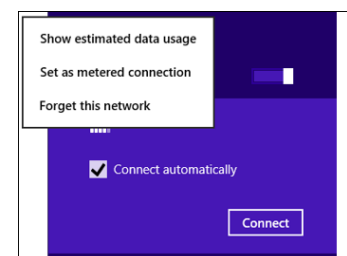 Show estimated data usage
Set as metered connection
Forget this network
Connect automatically
Connect